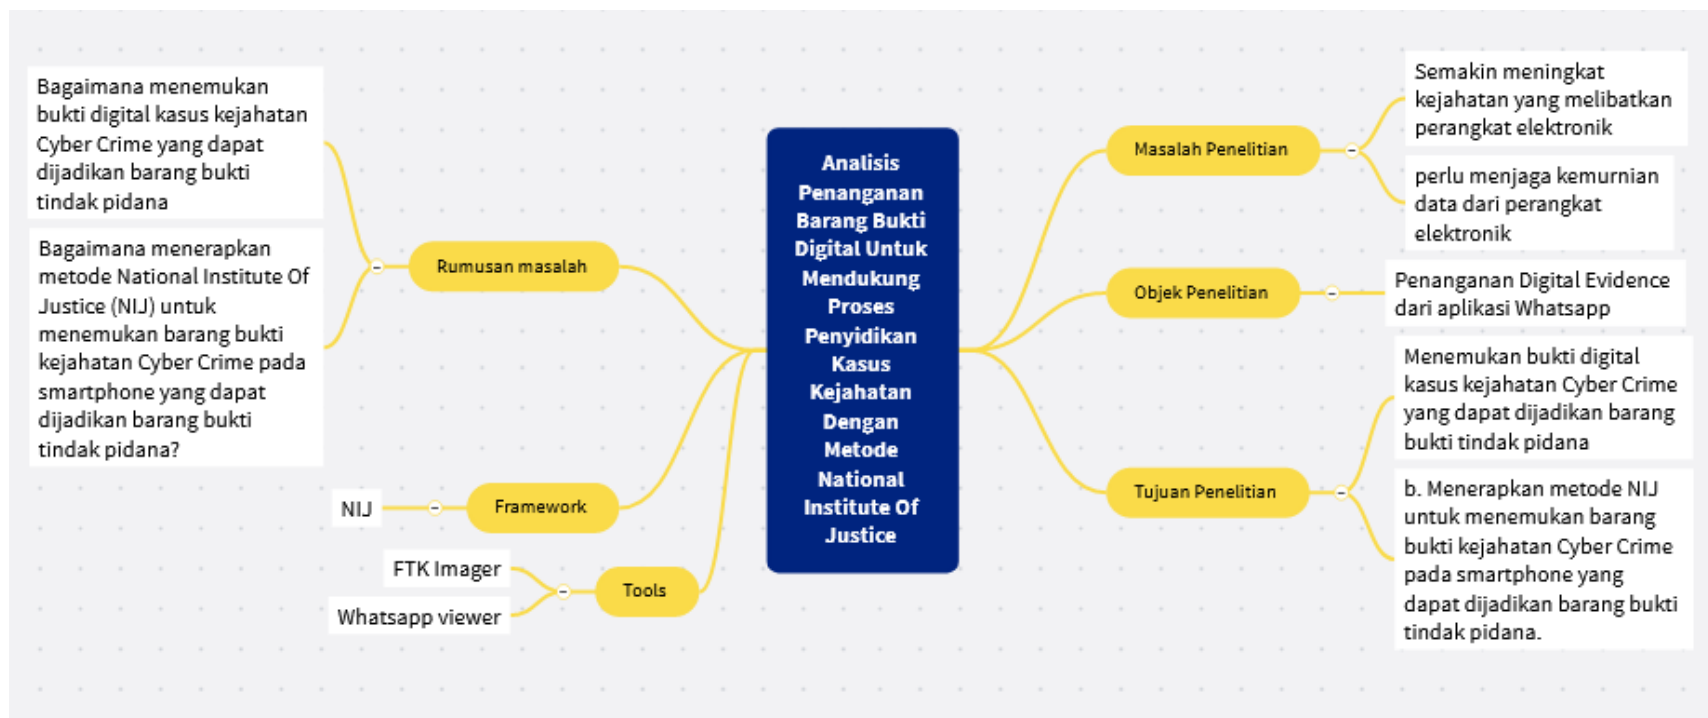 Bagaimana menemukan
bukti digital kasus kejahatan
Cyber Crime yang dapat
dijadikan barang bukti
tindak pidana
Bagaimana menerapkan
metode National Institute Of
Justice (NIJ) untuk
menemukan barang bukti
kejahatan Cyber Crime pada
smartphone yang dapat
dijadikan barang bukti
tindak pidana?
Rumusan masalah
NIJ
Framework
FTK Imager
Whatsapp viewer
Tools
Analisis
Penanganan
Barang Bukti
Digital Untuk
Mendukung
Proses
Penyidikan
Kasus
Kejahatan
Dengan
Metode
National
Institute Of
Justice
Masalah Penelitian
Semakin meningkat
kejahatan yang melibatkan
perangkat elektronik
perlu menjaga kemurnian
data dari perangkat
elektronik
Objek Penelitian
Penanganan Digital Evidence
dari aplikasi Whatsapp
Tujuan Penelitian
Menemukan bukti digital
kasus kejahatan Cyber Crime
yang dapat dijadikan barang
bukti tindak pidana
b. Menerapkan metode NIJ
untuk menemukan barang
bukti kejahatan Cyber Crime
pada smartphone yang
dapat dijadikan barang bukti
tindak pidana.